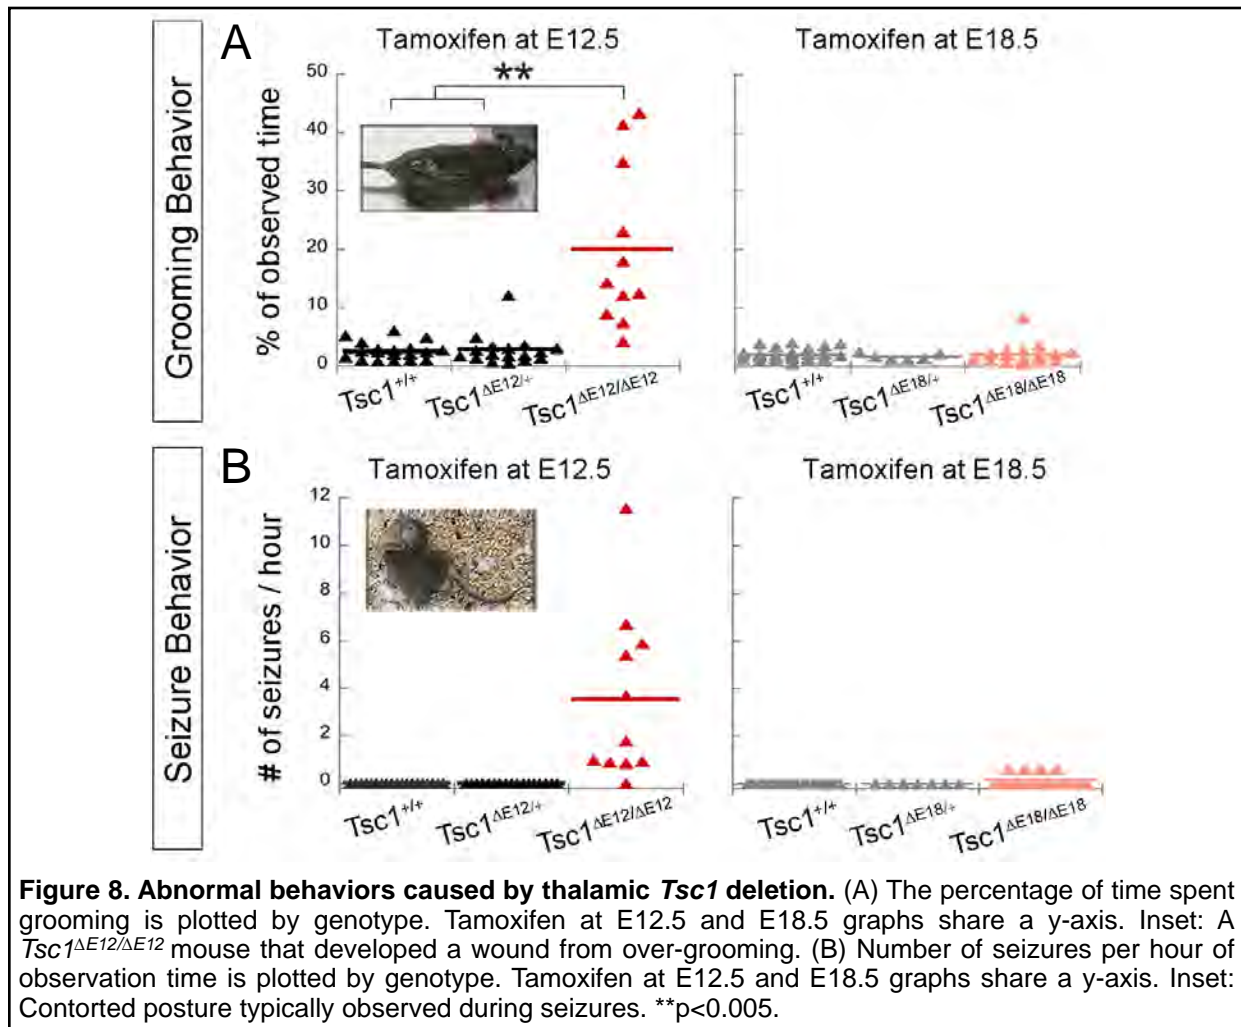 Grooming Behavior
A
Tamoxifen at E12.5
Tamoxifen at E18.5
% of observed time
50
40
30
20
10
0
**
Tsc1+/+
Tsc1ΔE12/+
Tsc1ΔE12/ΔE12
Tsc1+/+
Tsc1ΔE18/+
Tsc1ΔE18/ΔE18
Seizure Behavior
B
Tamoxifen at E12.5
Tamoxifen at E18.5
# of seizures / hour
12
10
8
6
4
2
0
Tsc1+/+
Tsc1ΔE12/+
Tsc1ΔE12/ΔE12
Tsc1+/+
Tsc1ΔE18/+
Tsc1ΔE18/ΔE18
Figure 8. Abnormal behaviors caused by thalamic Tsc1 deletion. (A) The percentage of time spent
grooming is plotted by genotype. Tamoxifen at E12.5 and E18.5 graphs share a y-axis. Inset: A
Tsc1ΔE12/ΔE12 mouse that developed a wound from over-grooming. (B) Number of seizures per hour of
observation time is plotted by genotype. Tamoxifen at E12.5 and E18.5 graphs share a y-axis. Inset:
Contorted posture typically observed during seizures. **p<0.005.